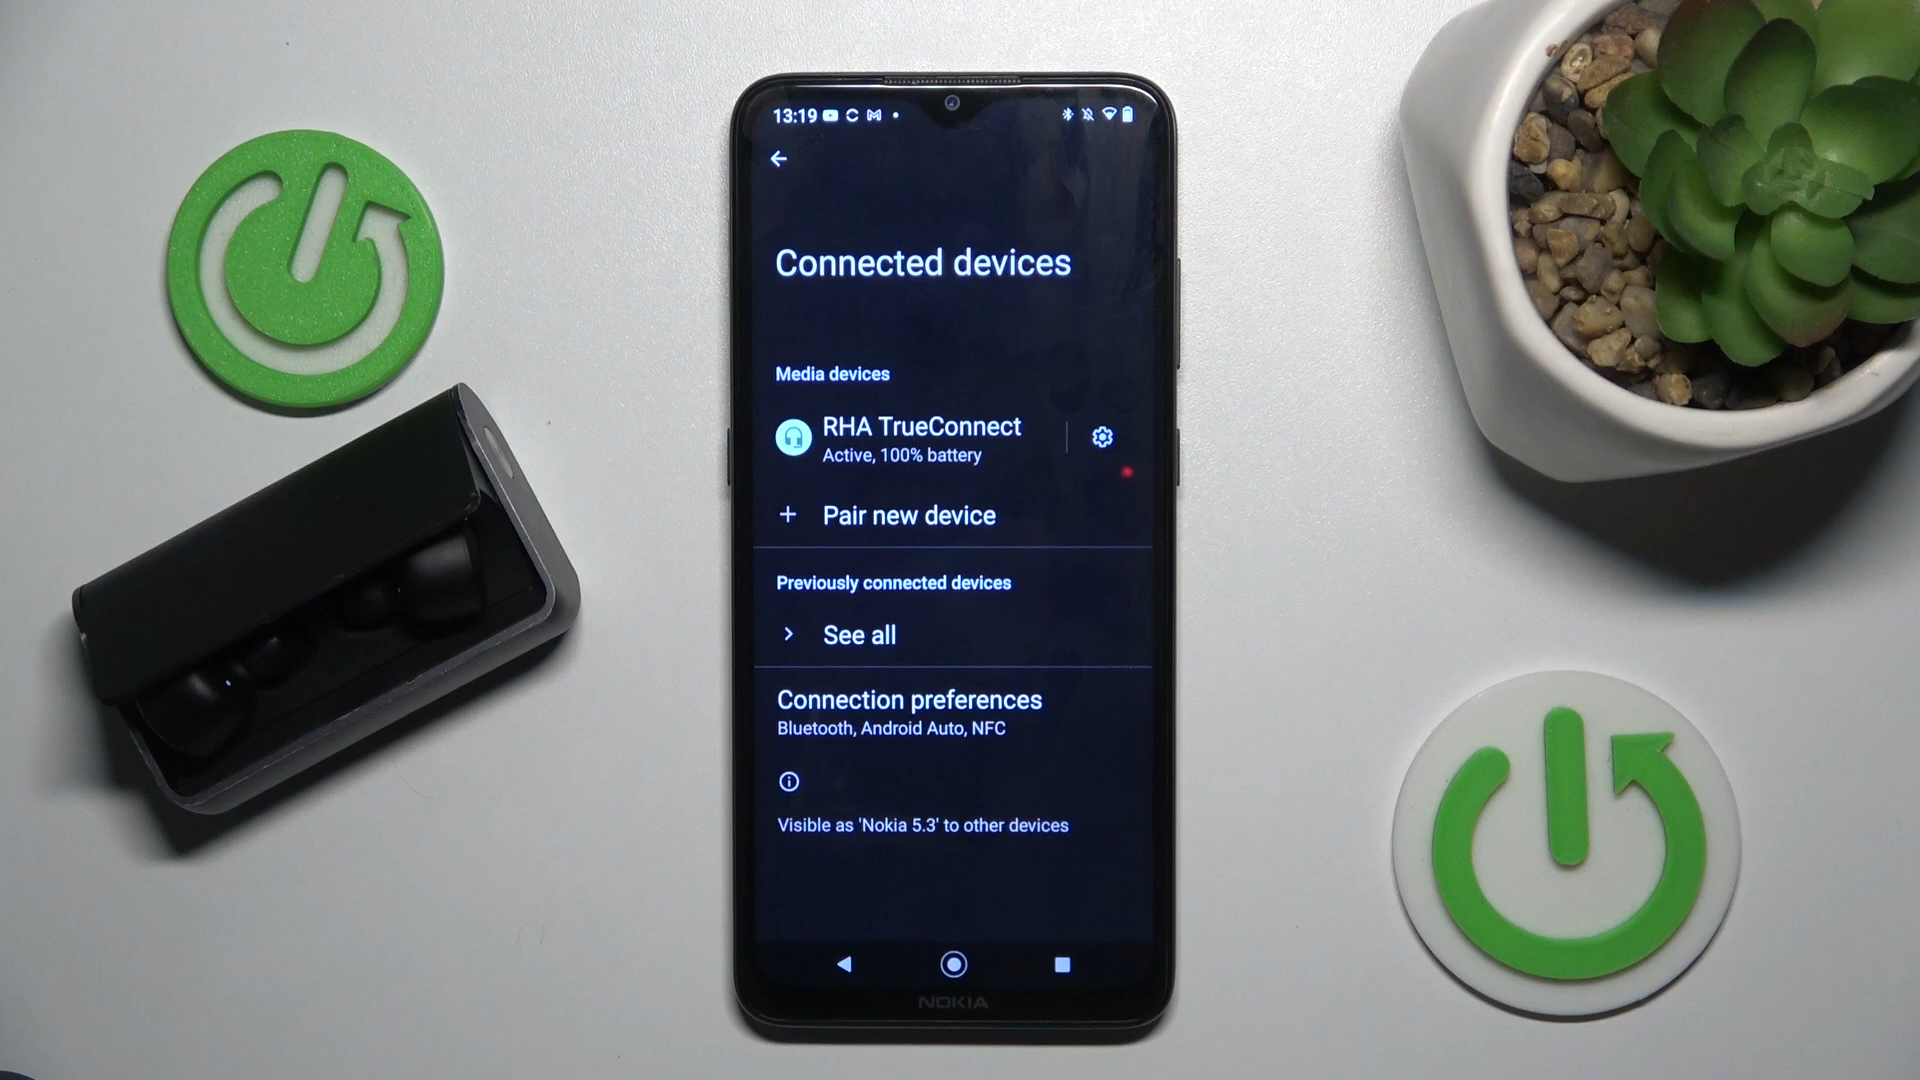 13:19
Connected devices
Media devices
RHA TrueConnect
Active, 100% battery
Pair new device
Previously connected devices
See all
Connection preferences
Bluetooth, Android Auto, NFC
Visible as 'Nokia 5.3' to other devices
NOKIA